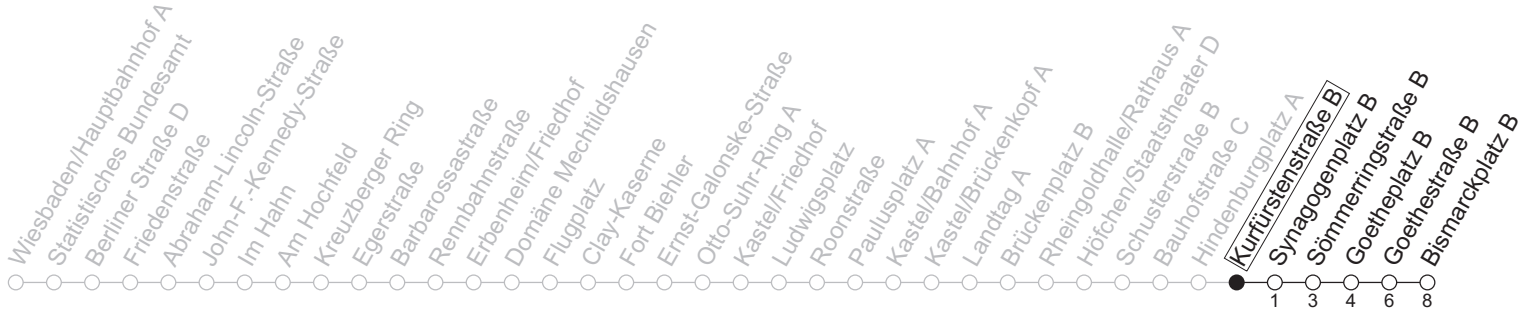 Wiesbaden/Hauptbahnhof A
Statistisches Bundesamt
Berliner Straße D
Friedenstraße
Abraham-Lincoln-Straße
John-F.-Kennedy-Straße
Im Hahn
Am Hochfeld
Kreuzberger Ring
Egerstraße
Barbarossastraße
Rennbahnstraße
Erbenheim/Friedhof
Domäne Mechtildshausen
Flugplatz
Clay-Kaserne
Fort Biehler
Ernst-Galonske-Straße
Otto-Suhr-Ring A
Kastel/Friedhof
Ludwigsplatz
Roonstraße
Paulusplatz A
Kastel/Bahnhof A
Kastel/Brückenkopf A
Landtag A
Brückenplatz B
Rheingoldhalle/Rathaus A
Höfchen/Staatstheater D
Schusterstraße B
Bauhofstraße C
Hindenburgplatz A
Kurfürstenstraße B
Synagogenplatz B
Sömmerringstraße B
Goetheplatz B
Goethestraße B
Bismarckplatz B
1 3 4 6 8